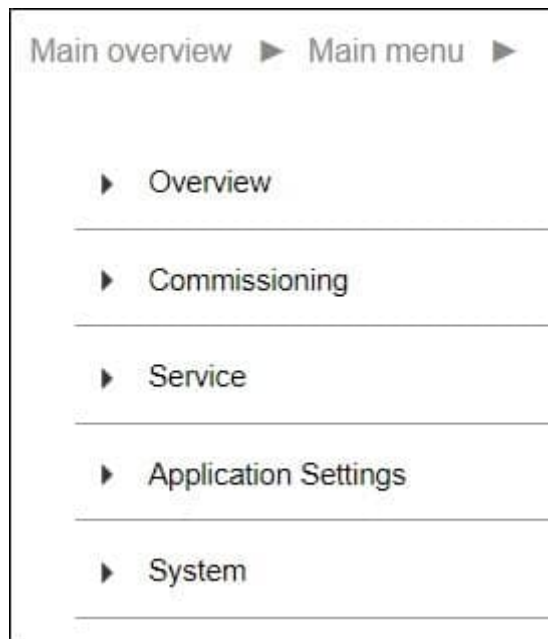 Main overview ► Main menu ►
Overview
Commissioning
Service
Application Settings
System